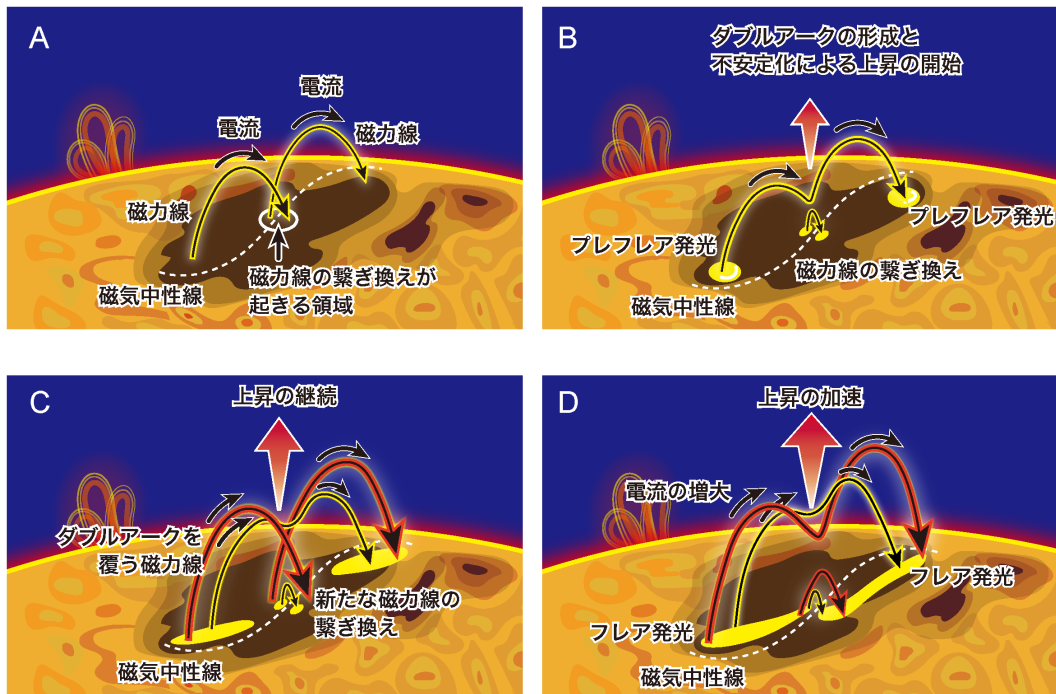 A
電流
電流
磁力線
磁力線
磁力線の繋ぎ換えが
起きる領域
磁気中性線
B
ダブルアークの形成と
不安定化による上昇の開始
プレフレア発光
プレフレア発光
磁力線の繋ぎ換え
磁気中性線
C
上昇の継続
ダブルアークを
覆う磁力線
新たな磁力線の
繋ぎ換え
磁気中性線
D
上昇の加速
電流の増大
フレア発光
フレア発光
磁気中性線